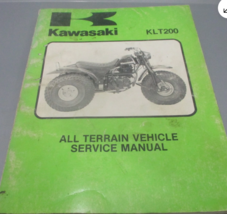 Kawasaki
KLT200
ALL TERRAIN VEHICLE
SERVICE MANUAL